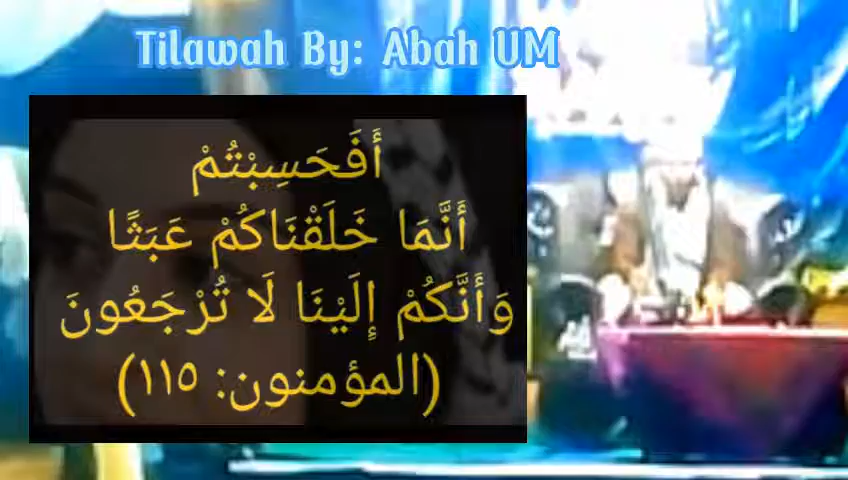 Tilawah By: Abah UM
أَفَحَسِبْتُمْ
أَنَّمَا خَلَقْنَاكُمْ عَبَثًا
وَأَنَّكُمْ إِلَيْنَا لَا تُرْجَعُونَ
(المؤمنون: ١١٥)